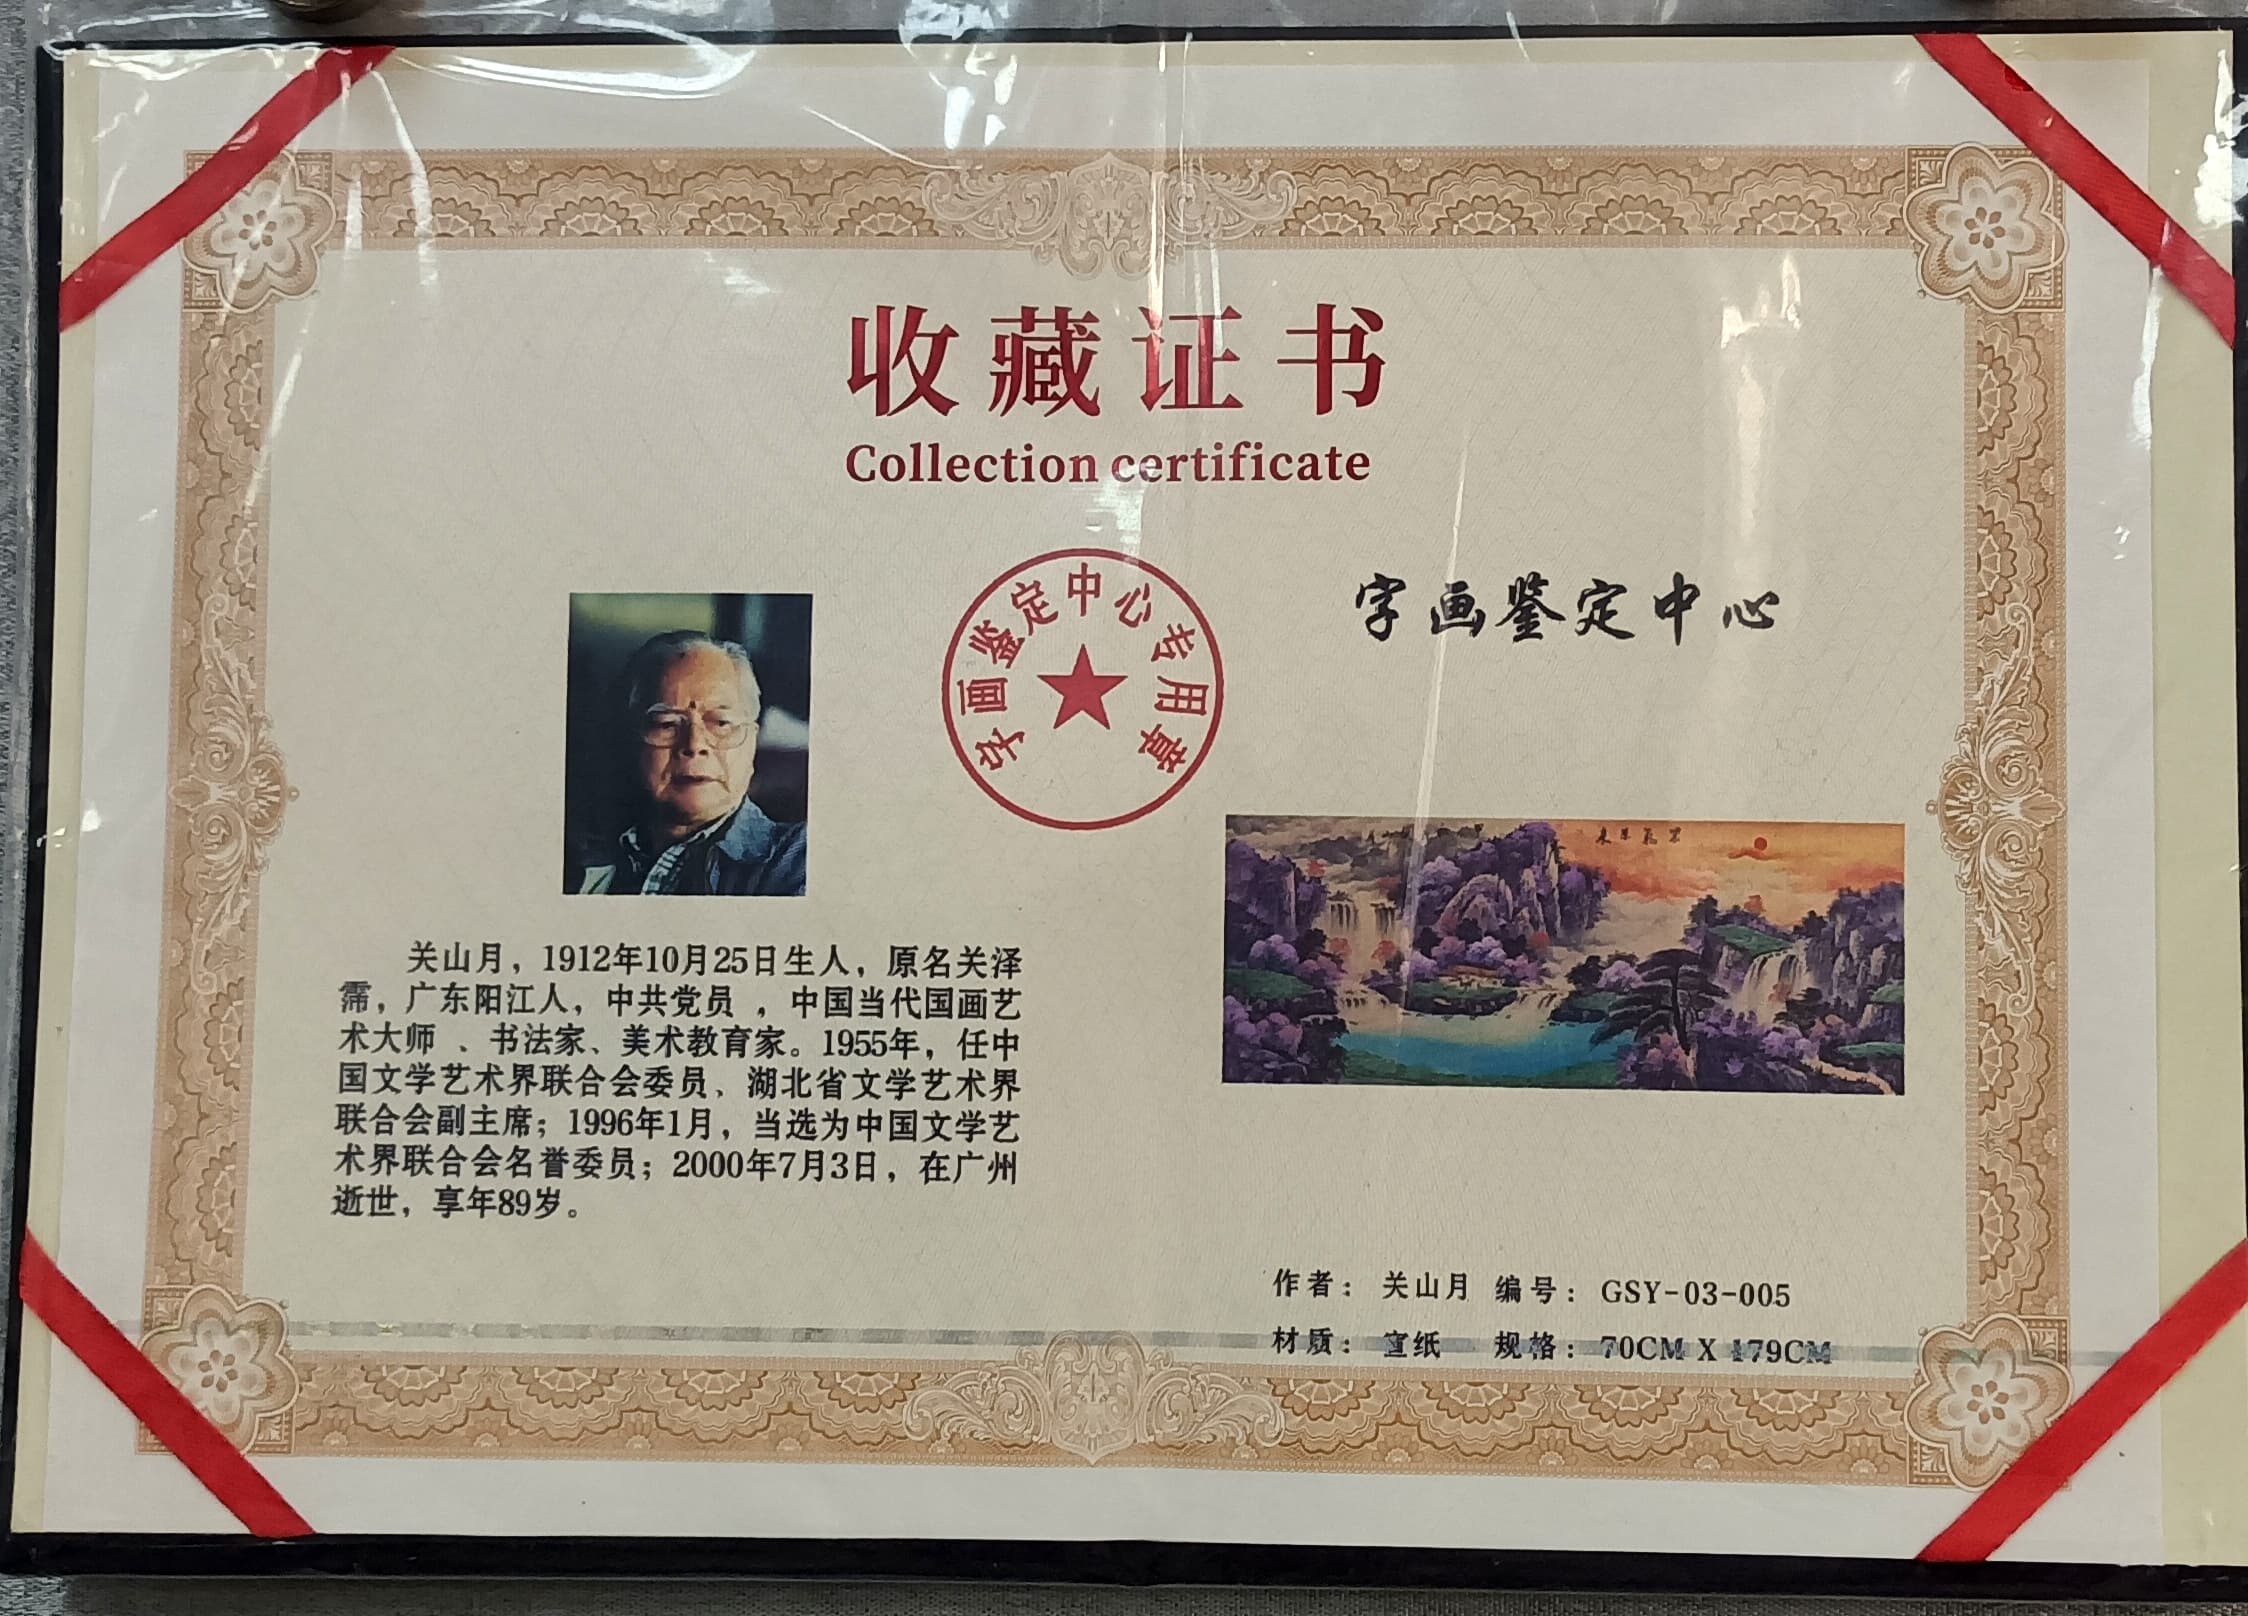 收藏证书
Collection certificate
字画鉴定中心专用章
字画鉴定中心
关山月，1912年10月25日生人，原名关泽
霈，广东阳江人，中共党员 ，中国当代国画艺
术大师 、书法家、美术教育家。1955年，任中
国文学艺术界联合会委员、湖北省文学艺术界
联合会副主席；1996年1月，当选为中国文学艺
术界联合会名誉委员；2000年7月3日，在广州
逝世，享年89岁。
作者： 关山月 编号： GSY-03-005
材质： 宣纸 规格： 70CM X 179CM